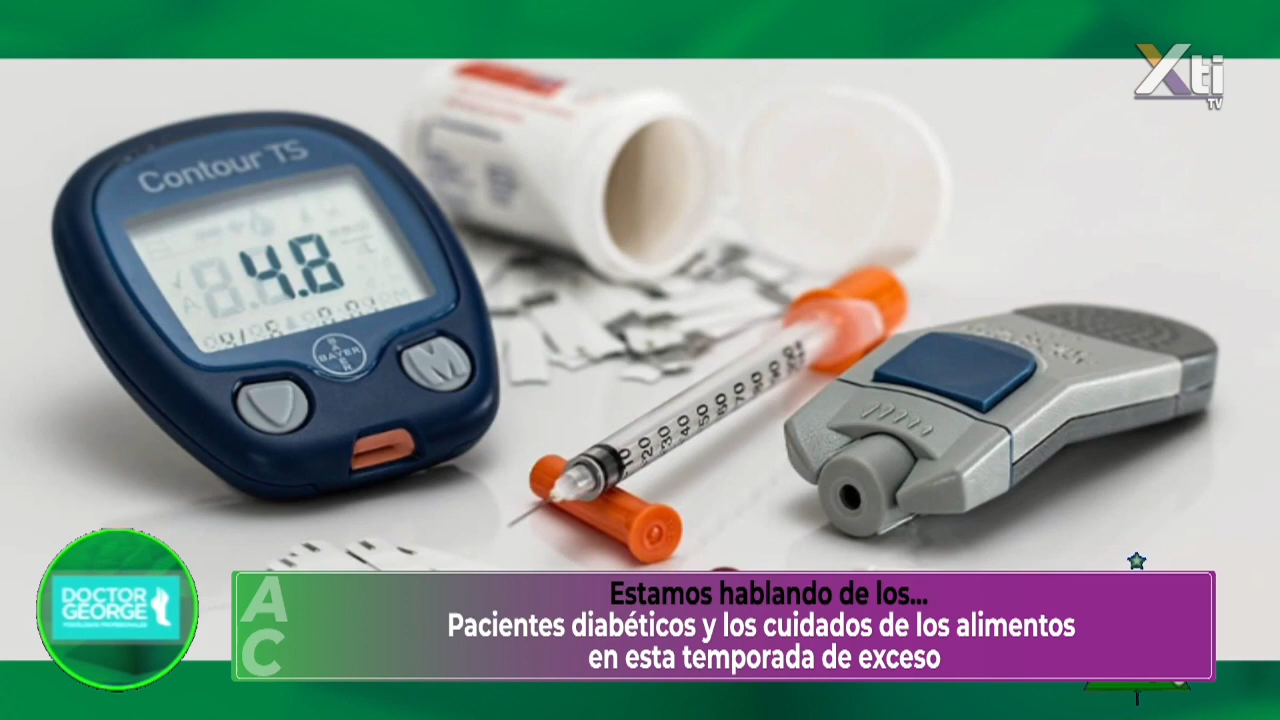 Xti
TV
Contour TS
4.8
BAYER
BAYER
M
10 20 30 40 50 60 70 80 90
DOCTOR
GEORGE
A
C
Estamos hablando de los...
Pacientes diabéticos y los cuidados de los alimentos
en esta temporada de exceso